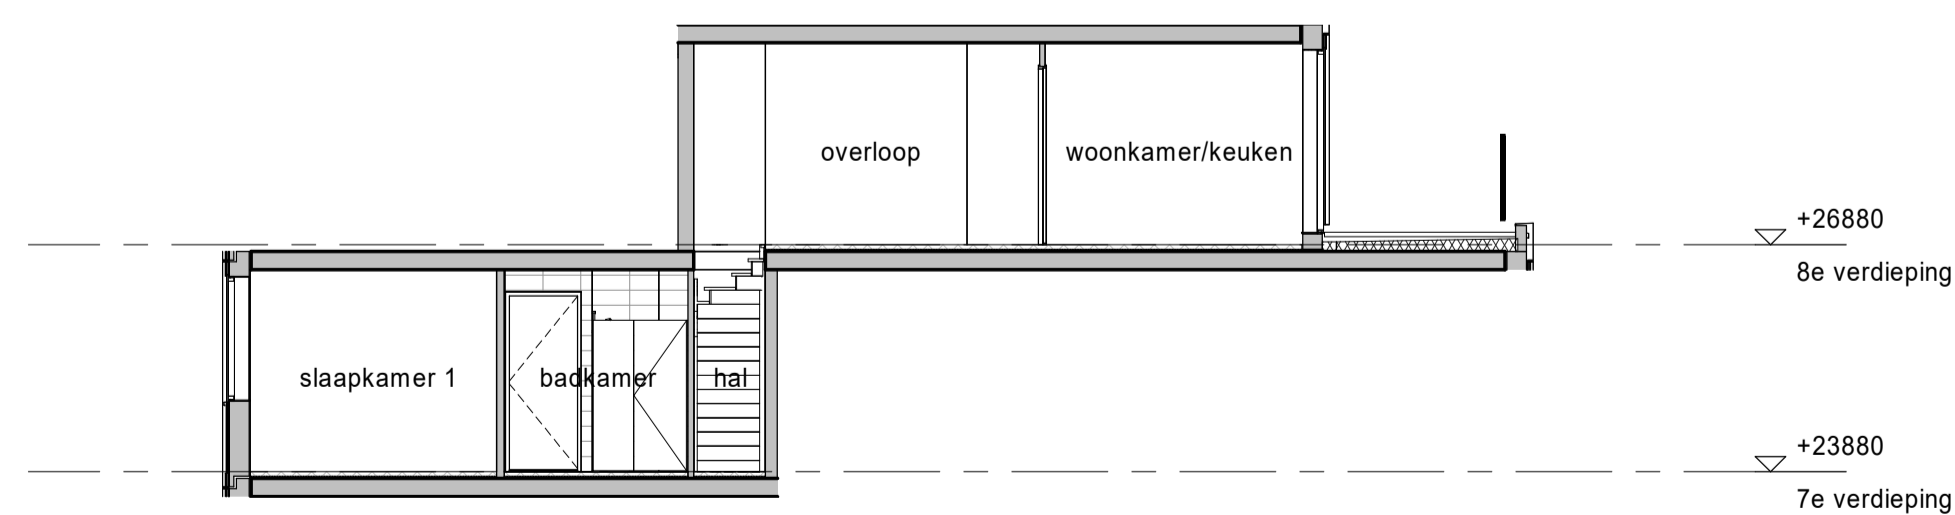 overloop
woonkamer/keuken
+26880
8e verdieping
slaapkamer 1
badkamer
hal
+23880
7e verdieping